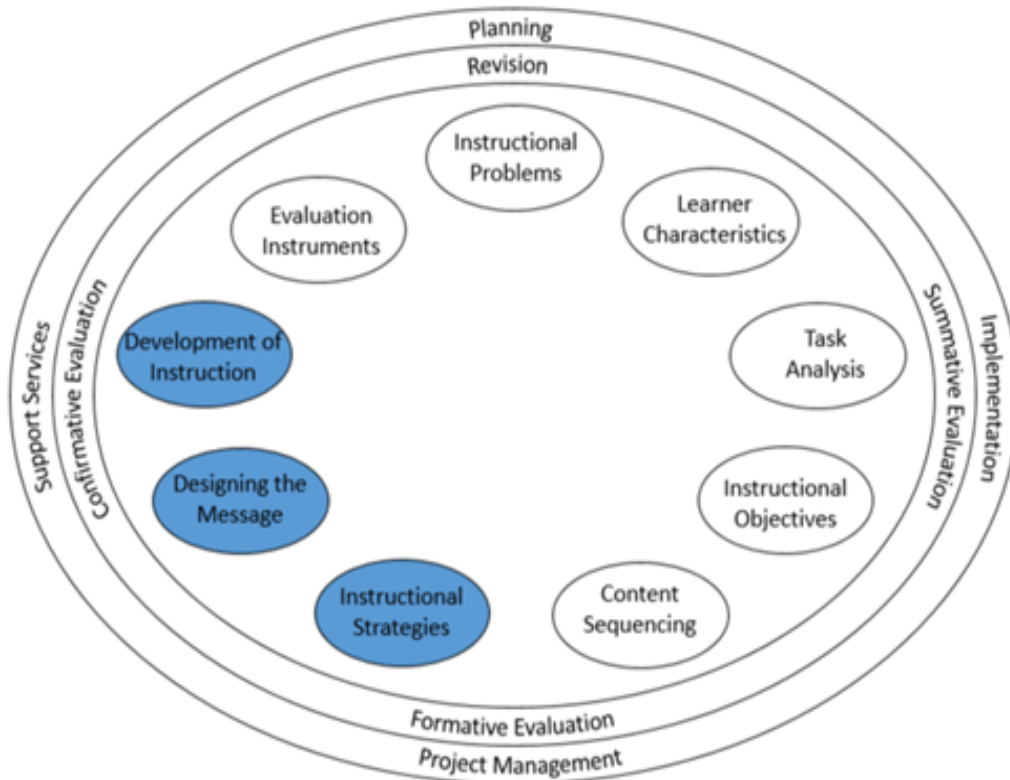 Planning
Revision
Instructional
Problems
Learner
Characteristics
Evaluation
Instruments
Development of
Instruction
Task
Analysis
Support Services
Confirmative Evaluation
Summative Evaluation
Implementation
Designing the
Message
Instructional
Objectives
Instructional
Strategies
Content
Sequencing
Formative Evaluation
Project Management